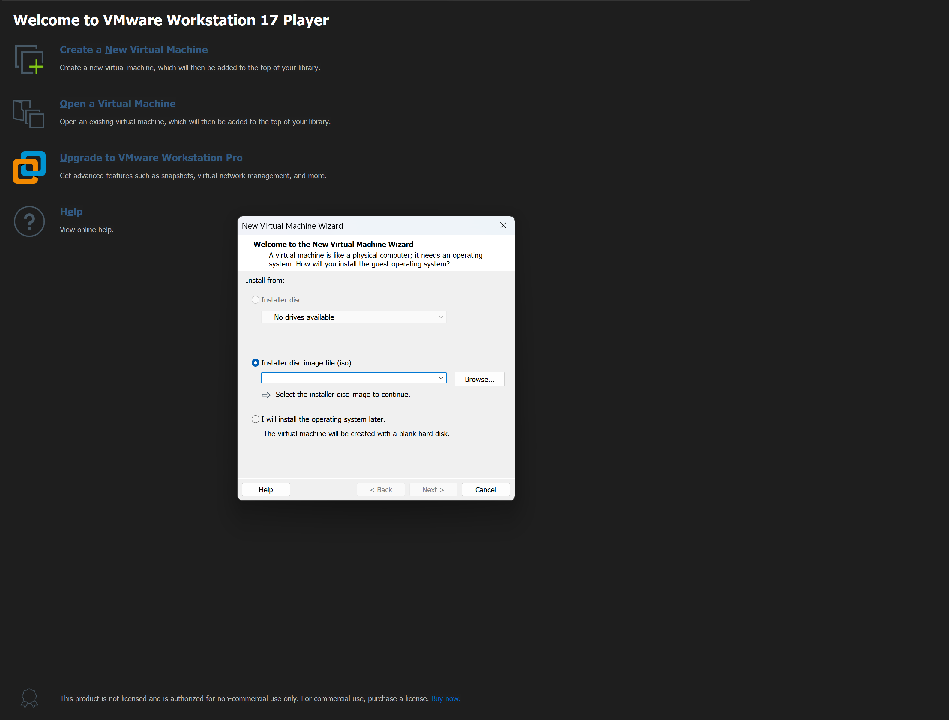 Welcome to VMware Workstation 17 Player
Create a New Virtual Machine
Create a new virtual machine, which will then be added to the top of your library.
Open a Virtual Machine
Open an existing virtual machine, which will then be added to the top of your library.
Upgrade to VMware Workstation Pro
Get advanced features such as snapshots, virtual network management, and more.
Help
View online help.
New Virtual Machine Wizard
Welcome to the New Virtual Machine Wizard
A virtual machine is like a physical computer; it needs an operating
system. How will you install the guest operating system?
Install from:
Installer disc:
No drives available
Installer disc image file (iso):
Browse...
Select the installer disc image to continue.
I will install the operating system later.
The virtual machine will be created with a blank hard disk.
Help
< Back
Next >
Cancel
This product is not licensed and is authorized for non-commercial use only. For commercial use, purchase a license. Buy now.